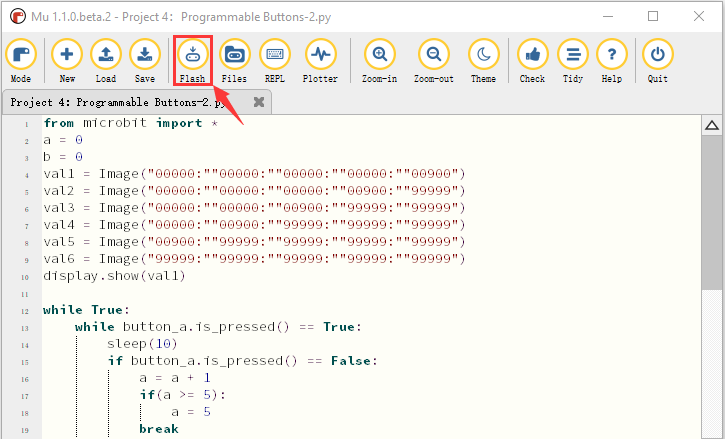 Mu 1.1.0.beta.2 - Project 4：Programmable Buttons-2.py
Mode New Load Save Flash Files REPL Plotter Zoom-in Zoom-out Theme Check Tidy Help Quit
Project 4：Programmable Buttons-2.py
1 from microbit import *
2 a = 0
3 b = 0
4 val1 = Image("00000:""00000:""00000:""00000:""00900")
5 val2 = Image("00000:""00000:""00000:""00900:""99999")
6 val3 = Image("00000:""00000:""00900:""99999:""99999")
7 val4 = Image("00000:""00900:""99999:""99999:""99999")
8 val5 = Image("00900:""99999:""99999:""99999:""99999")
9 val6 = Image("99999:""99999:""99999:""99999:""99999")
10 display.show(val1)
11
12 while True:
13     while button_a.is_pressed() == True:
14         sleep(10)
15         if button_a.is_pressed() == False:
16             a = a + 1
17             if(a >= 5):
18                 a = 5
19             break